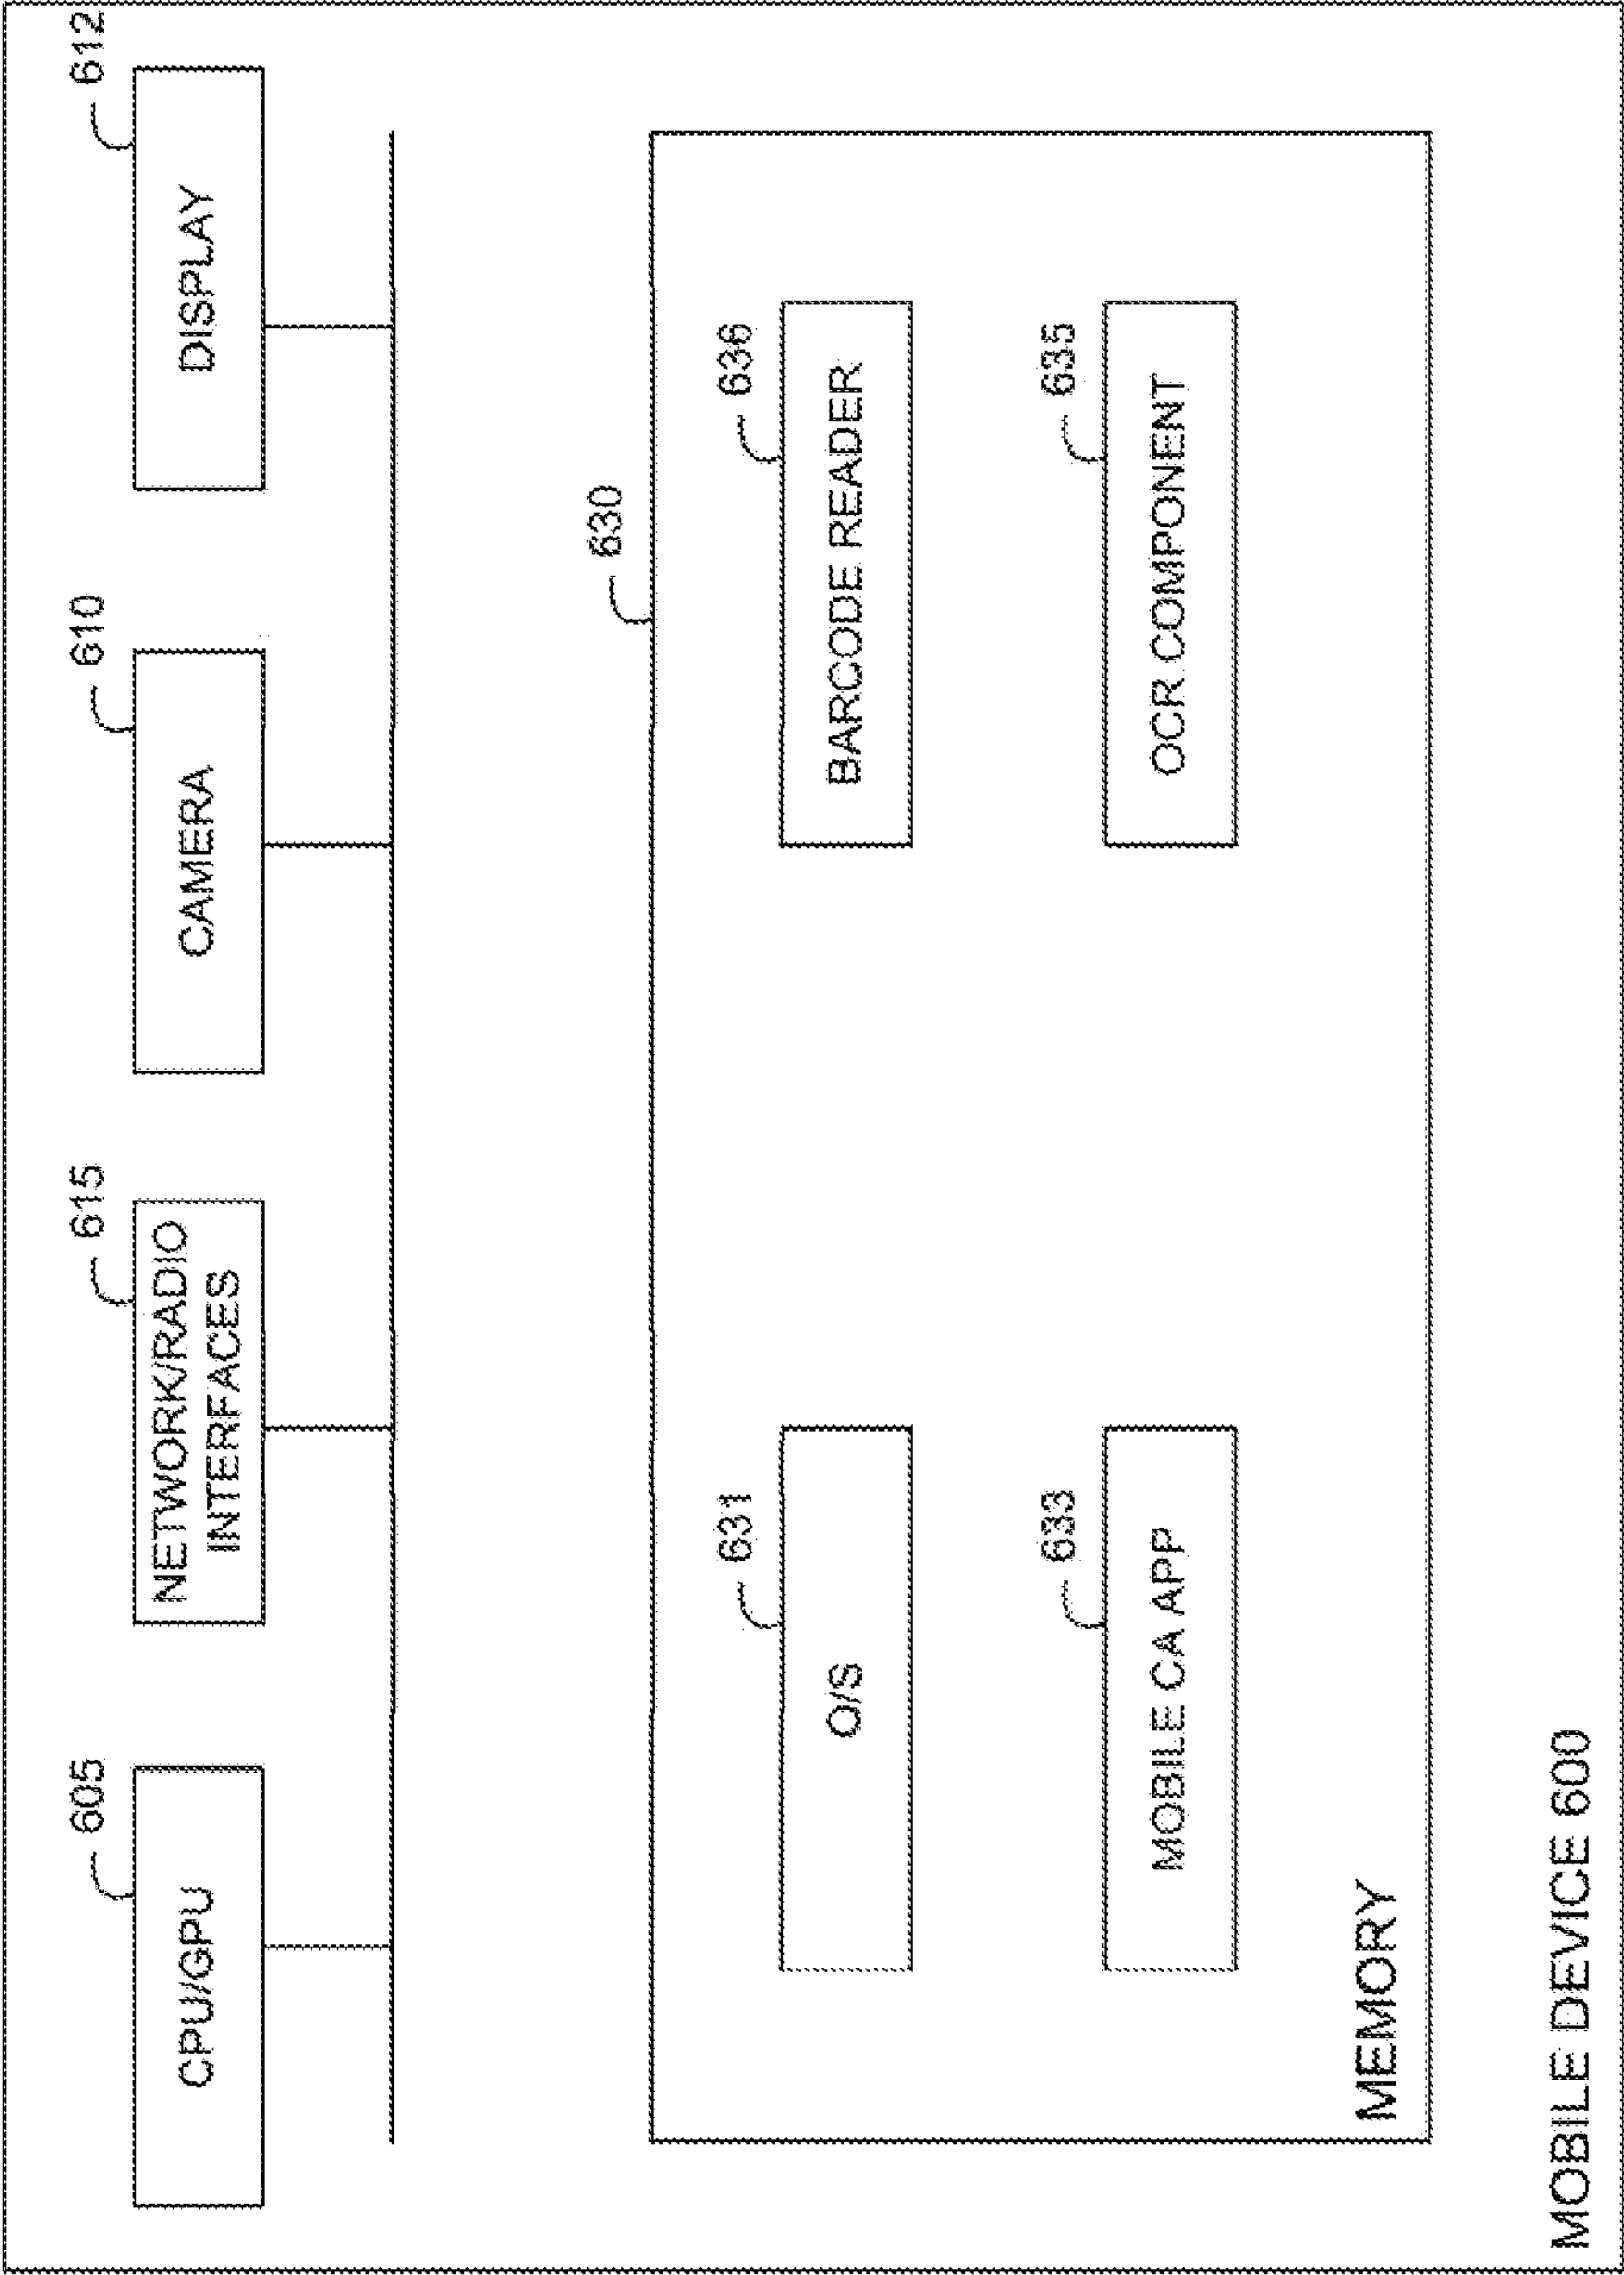 605
CPU/GPU
615
NETWORK/RADIO
INTERFACES
610
CAMERA
612
DISPLAY
630
631
O/S
636
BARCODE READER
633
MOBILE CA APP
635
OCR COMPONENT
MEMORY
MOBILE DEVICE 600